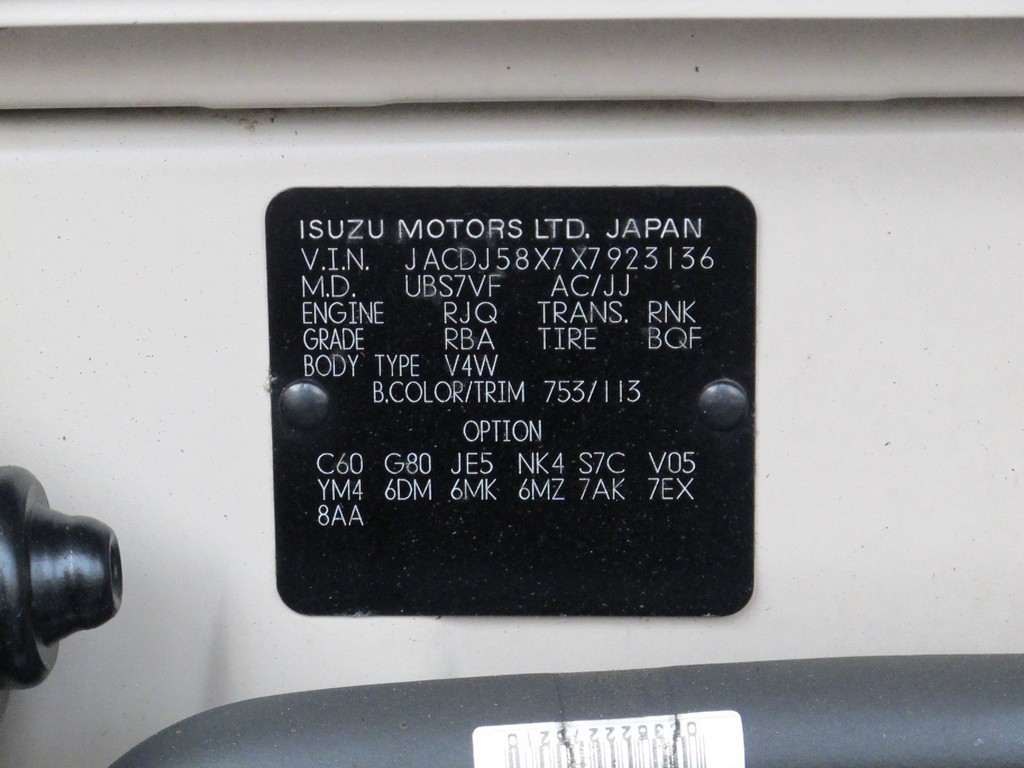 ISUZU MOTORS LTD. JAPAN
V.I.N. JACDJ58X7X7923136
M.D. UBS7VF AC/JJ
ENGINE RJQ TRANS. RNK
GRADE RBA TIRE BQF
BODY TYPE V4W
B.COLOR/TRIM 753/113
OPTION
C60 G80 JE5 NK4 S7C V05
YM4 6DM 6MK 6MZ 7AK 7EX
8AA